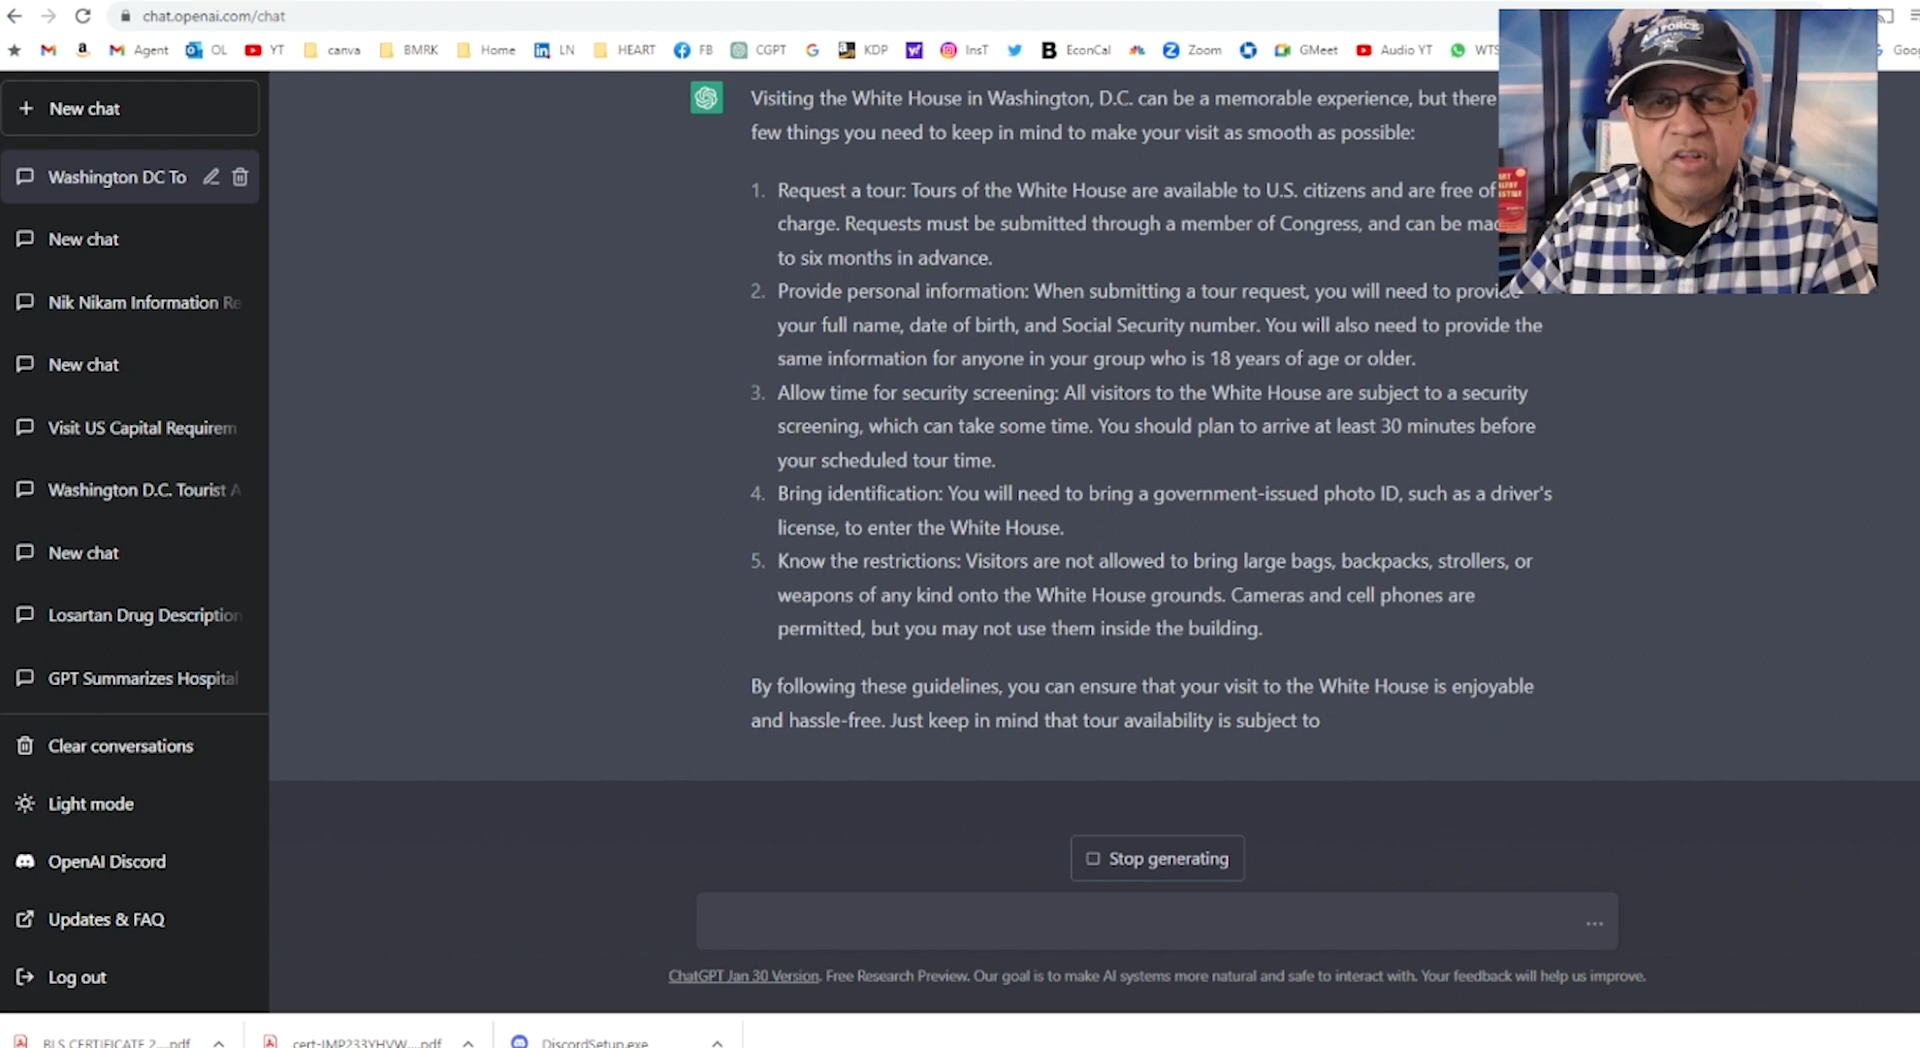 chat.openai.com/chat
Agent OL YT canva BMRK Home LN HEART FB CGPT KDP InsT EconCal Zoom GMeet Audio YT WTS
AIR FORCE
New chat
Washington DC To
New chat
Nik Nikam Information Re
New chat
Visit US Capital Requirem
Washington D.C. Tourist A
New chat
Losartan Drug Description
GPT Summarizes Hospital
Clear conversations
Light mode
OpenAI Discord
Updates & FAQ
Log out
Visiting the White House in Washington, D.C. can be a memorable experience, but there
few things you need to keep in mind to make your visit as smooth as possible:
1. Request a tour: Tours of the White House are available to U.S. citizens and are free of
charge. Requests must be submitted through a member of Congress, and can be
to six months in advance.
2. Provide personal information: When submitting a tour request, you will need to provide
your full name, date of birth, and Social Security number. You will also need to provide the
same information for anyone in your group who is 18 years of age or older.
3. Allow time for security screening: All visitors to the White House are subject to a security
screening, which can take some time. You should plan to arrive at least 30 minutes before
your scheduled tour time.
4. Bring identification: You will need to bring a government-issued photo ID, such as a driver's
license, to enter the White House.
5. Know the restrictions: Visitors are not allowed to bring large bags, backpacks, strollers, or
weapons of any kind onto the White House grounds. Cameras and cell phones are
permitted, but you may not use them inside the building.
By following these guidelines, you can ensure that your visit to the White House is enjoyable
and hassle-free. Just keep in mind that tour availability is subject to
Stop generating
ChatGPT Jan 30 Version. Free Research Preview. Our goal is to make AI systems more natural and safe to interact with. Your feedback will help us improve.
BLS CERTIFICATE 2....pdf
cert-IMP233YHVW....pdf
DiscordSetup.exe